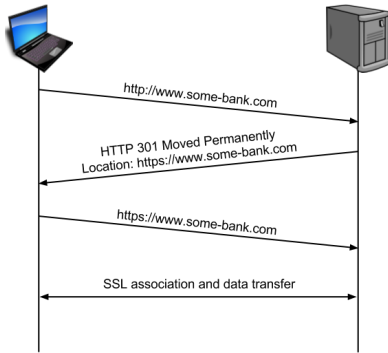 http://www.some-bank.com
HTTP 301 Moved Permanently
Location: https://www.some-bank.com
https://www.some-bank.com
SSL association and data transfer